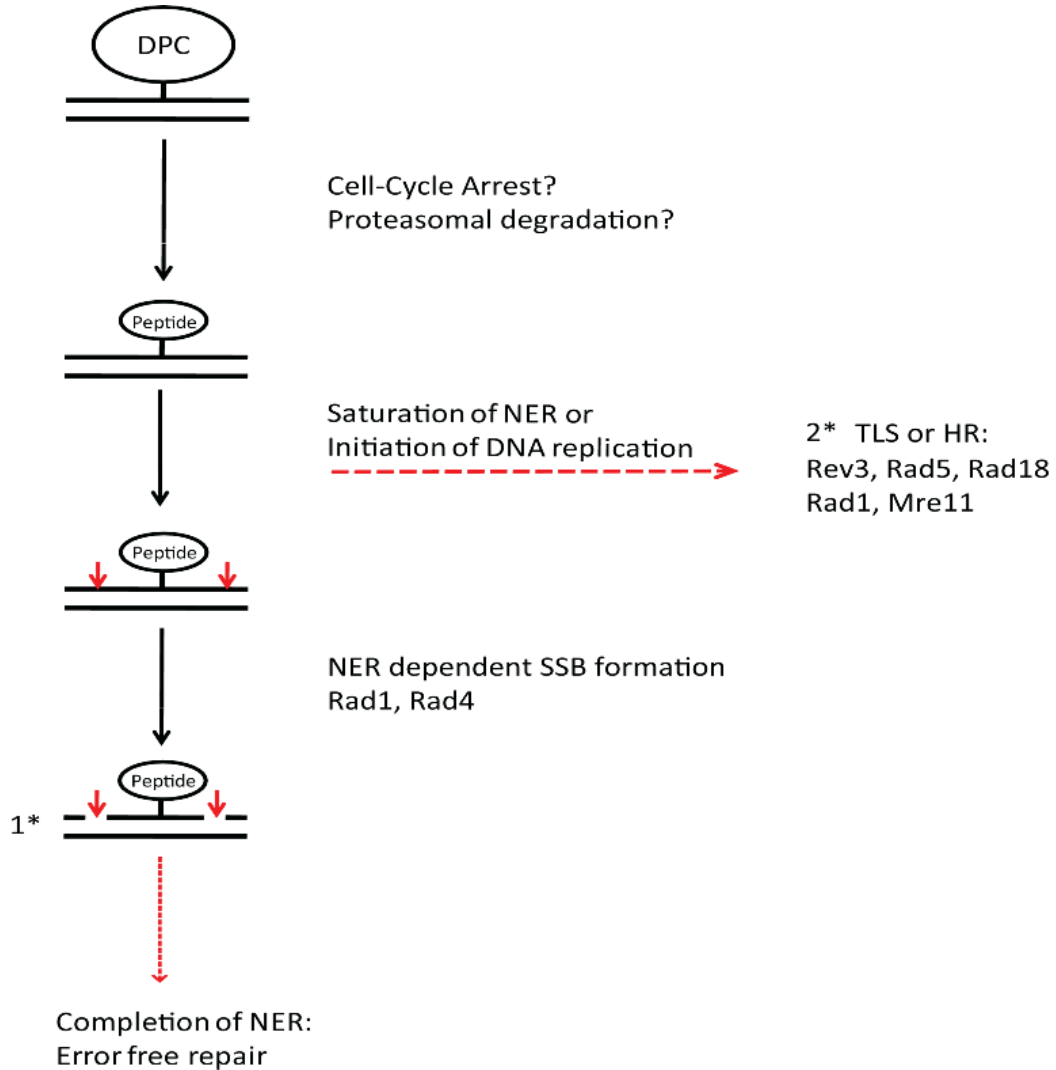 DPC
Cell-Cycle Arrest?
Proteasomal degradation?
Peptide
Saturation of NER or
Initiation of DNA replication
2* TLS or HR:
Rev3, Rad5, Rad18
Rad1, Mre11
Peptide
NER dependent SSB formation
Rad1, Rad4
Peptide
1*
Completion of NER:
Error free repair